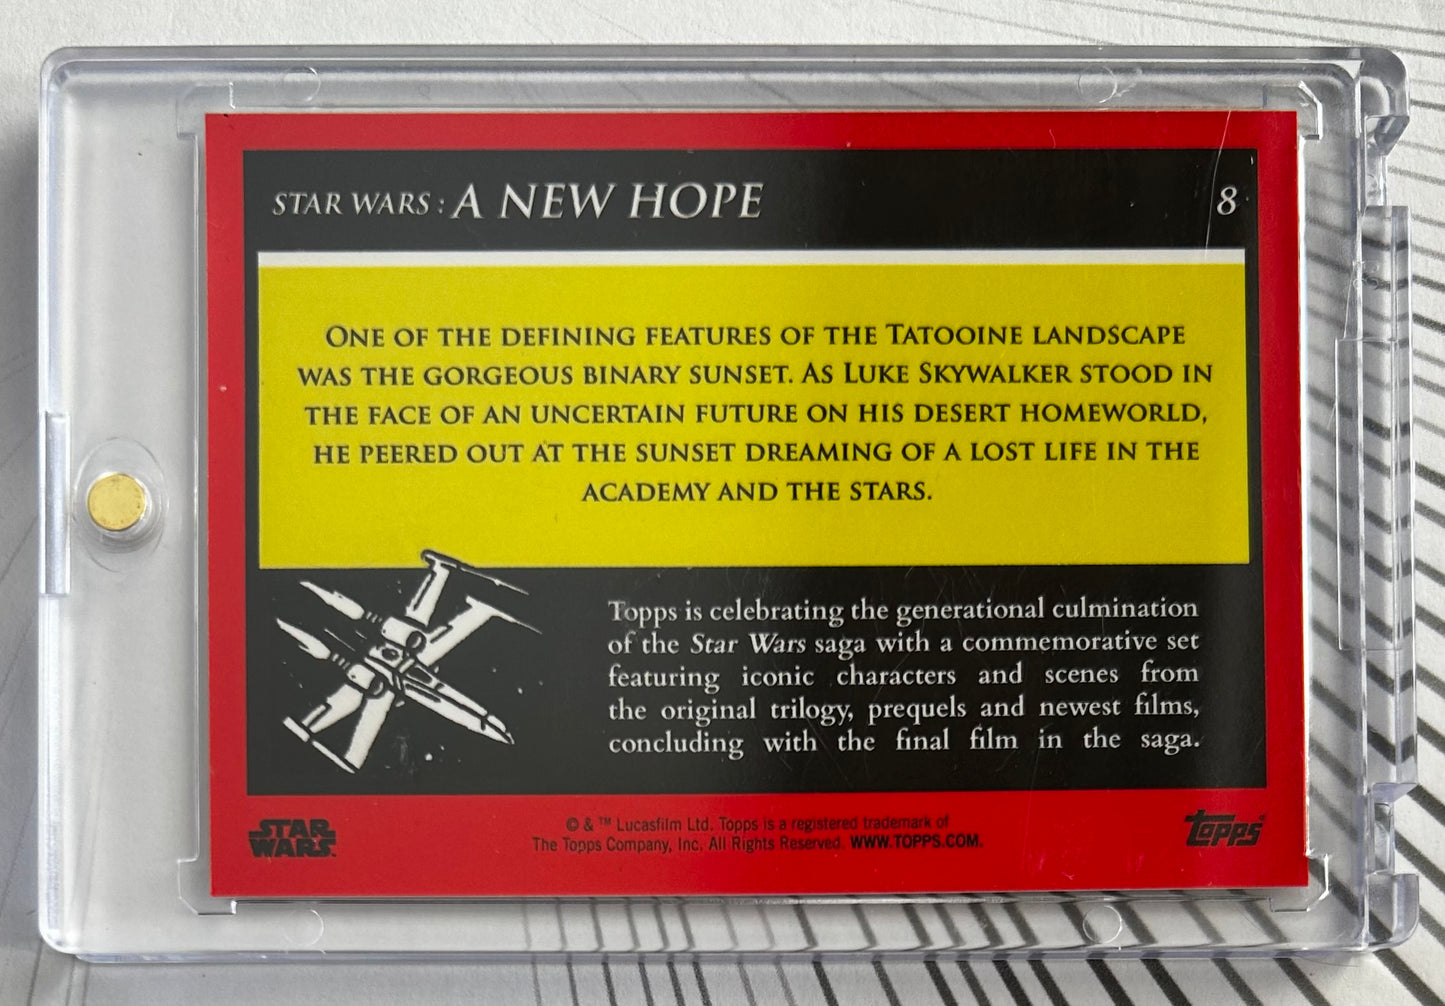 STAR WARS: A NEW HOPE 8
ONE OF THE DEFINING FEATURES OF THE TATOOINE LANDSCAPE
WAS THE GORGEOUS BINARY SUNSET. AS LUKE SKYWALKER STOOD IN
THE FACE OF AN UNCERTAIN FUTURE ON HIS DESERT HOMEWORLD,
HE PEERED OUT AT THE SUNSET DREAMING OF A LOST LIFE IN THE
ACADEMY AND THE STARS.
Topps is celebrating the generational culmination
of the Star Wars saga with a commemorative set
featuring iconic characters and scenes from
the original trilogy, prequels and newest films,
concluding with the final film in the saga.
STAR
WARS
© & ™ Lucasfilm Ltd. Topps is a registered trademark of
The Topps Company, Inc. All Rights Reserved. WWW.TOPPS.COM.
Topps